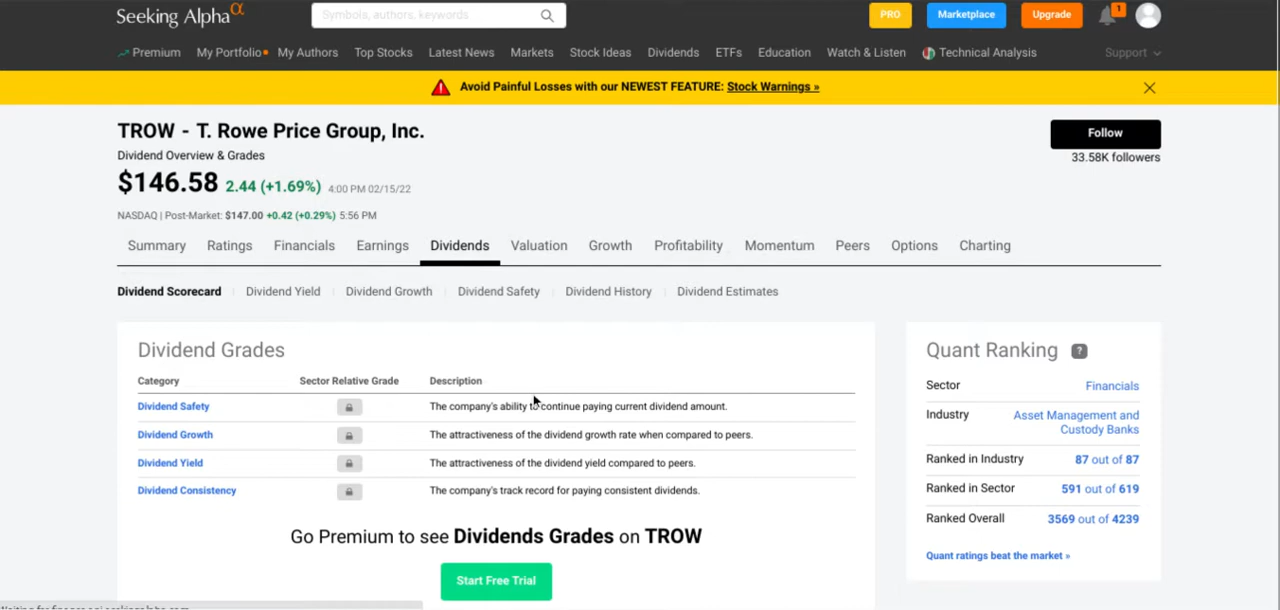 Seeking Alpha α
Symbols, authors, keywords
PRO
Marketplace
Upgrade
1
Premium My Portfolio My Authors Top Stocks Latest News Markets Stock Ideas Dividends ETFs Education Watch & Listen Technical Analysis Support
Avoid Painful Losses with our NEWEST FEATURE: Stock Warnings »
TROW - T. Rowe Price Group, Inc.
Follow
Dividend Overview & Grades
33.58K followers
$146.58 2.44 (+1.69%) 4:00 PM 02/15/22
NASDAQ | Post-Market: $147.00 +0.42 (+0.29%) 5:56 PM
Summary Ratings Financials Earnings Dividends Valuation Growth Profitability Momentum Peers Options Charting
Dividend Scorecard Dividend Yield Dividend Growth Dividend Safety Dividend History Dividend Estimates
Dividend Grades
Category Sector Relative Grade Description
Dividend Safety The company's ability to continue paying current dividend amount.
Dividend Growth The attractiveness of the dividend growth rate when compared to peers.
Dividend Yield The attractiveness of the dividend yield compared to peers.
Dividend Consistency The company's track record for paying consistent dividends.
Go Premium to see Dividends Grades on TROW
Start Free Trial
Quant Ranking ?
Sector Financials
Industry Asset Management and
Custody Banks
Ranked in Industry 87 out of 87
Ranked in Sector 591 out of 619
Ranked Overall 3569 out of 4239
Quant ratings beat the market »